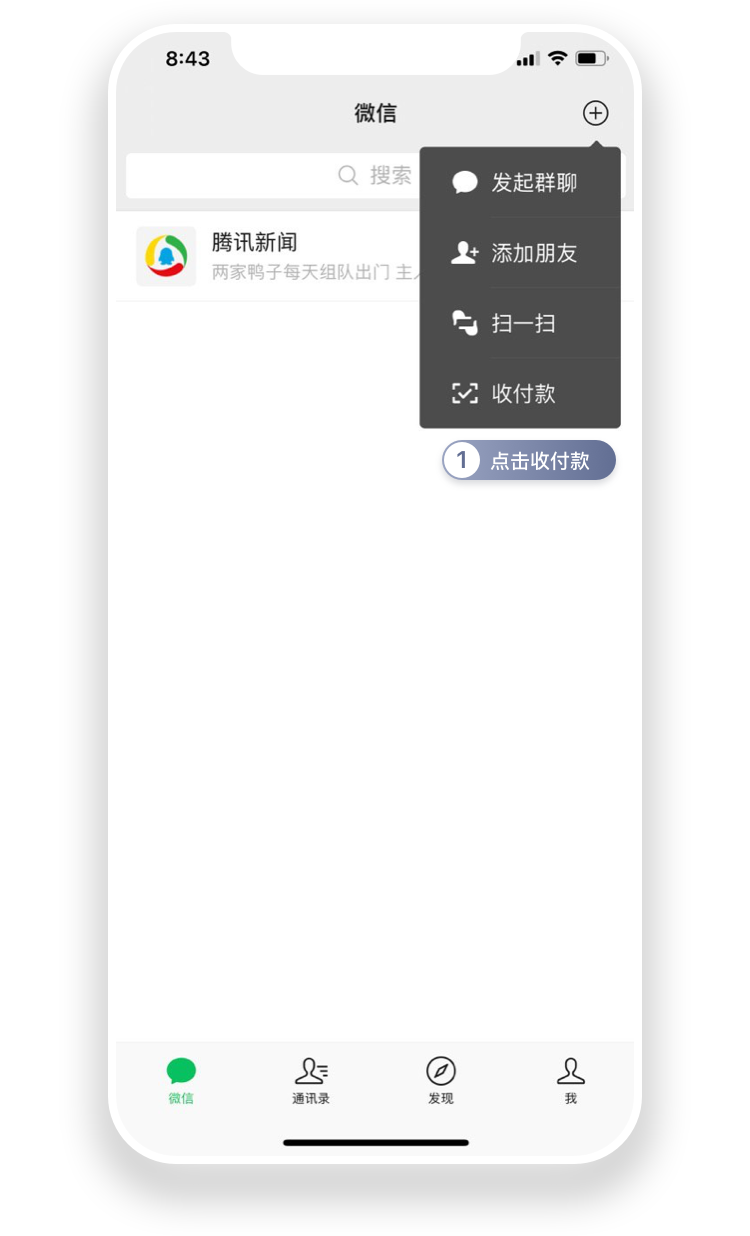 8:43
微信
搜索
腾讯新闻
两家鸭子每天组队出门 主
发起群聊
添加朋友
扫一扫
收付款
1 点击收付款
微信
通讯录
发现
我